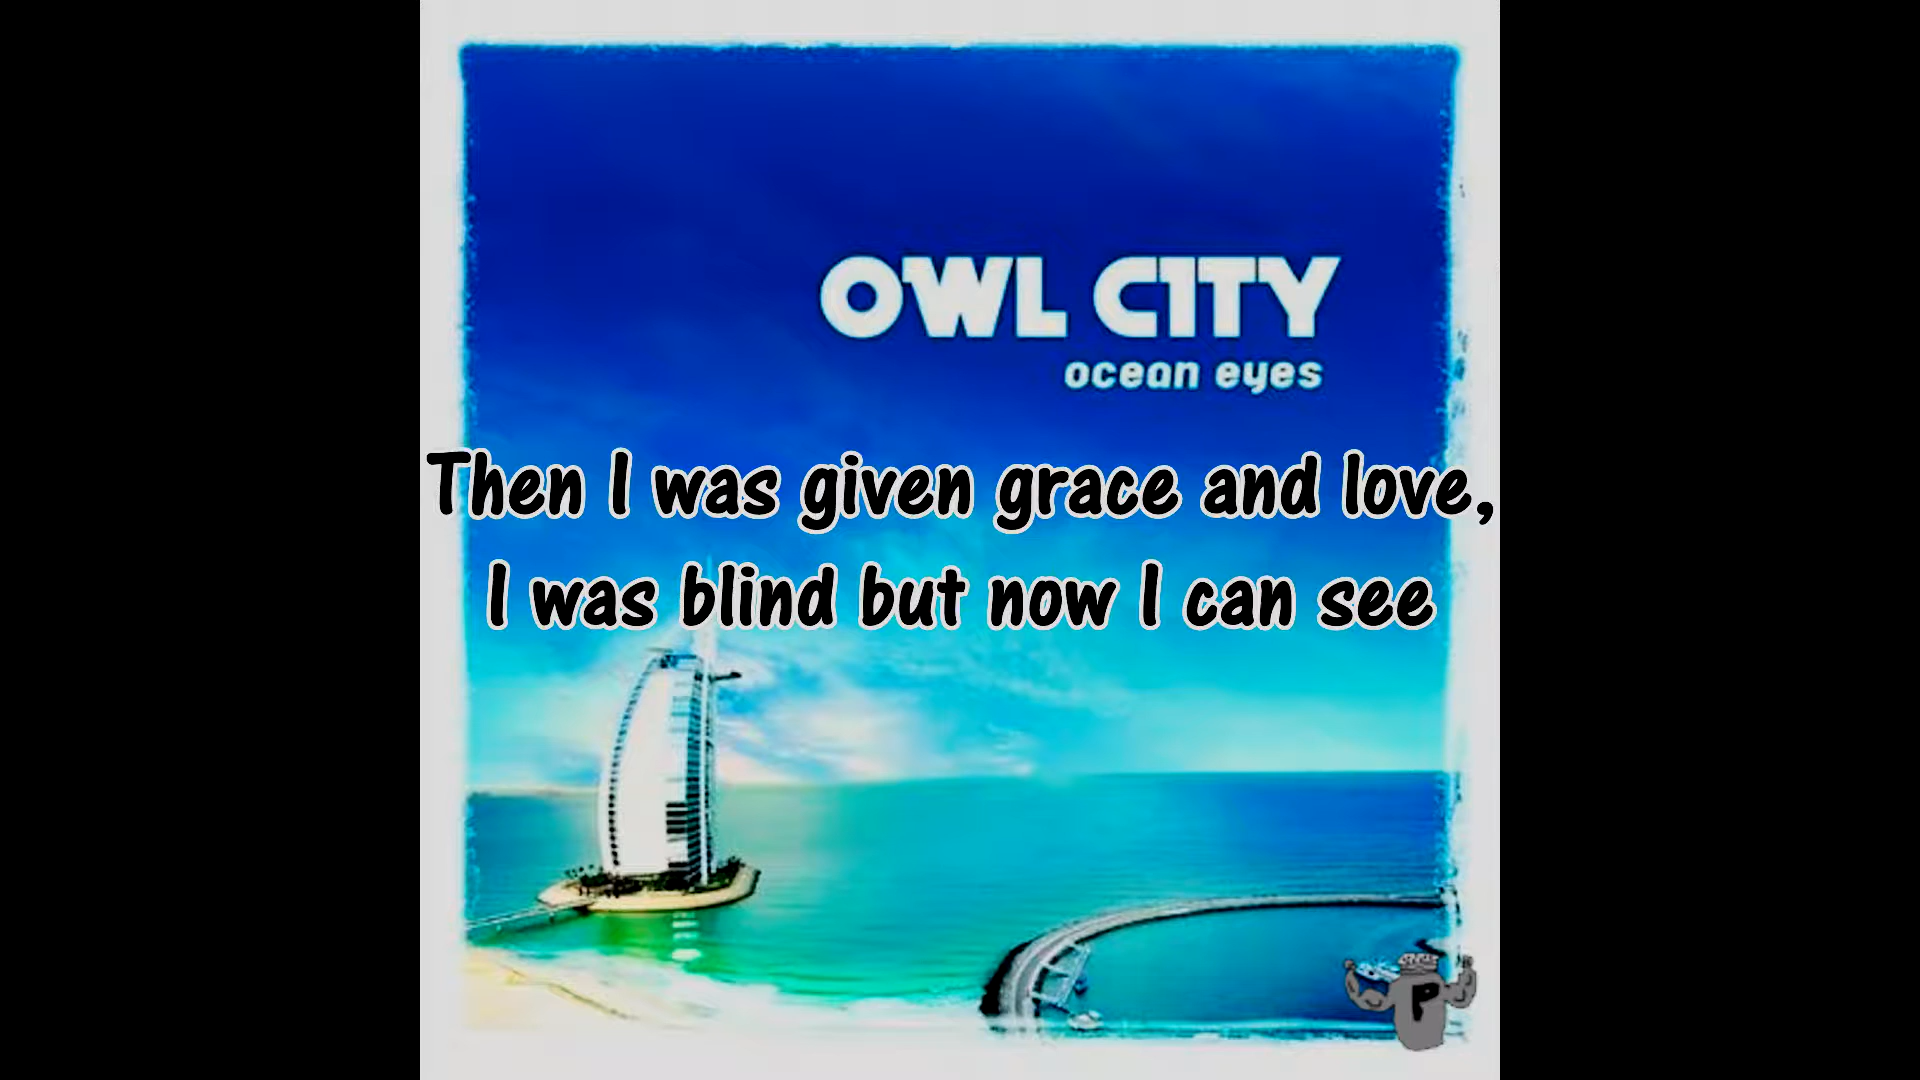 OWL CITY
ocean eyes
Then I was given grace and love,
I was blind but now I can see
P